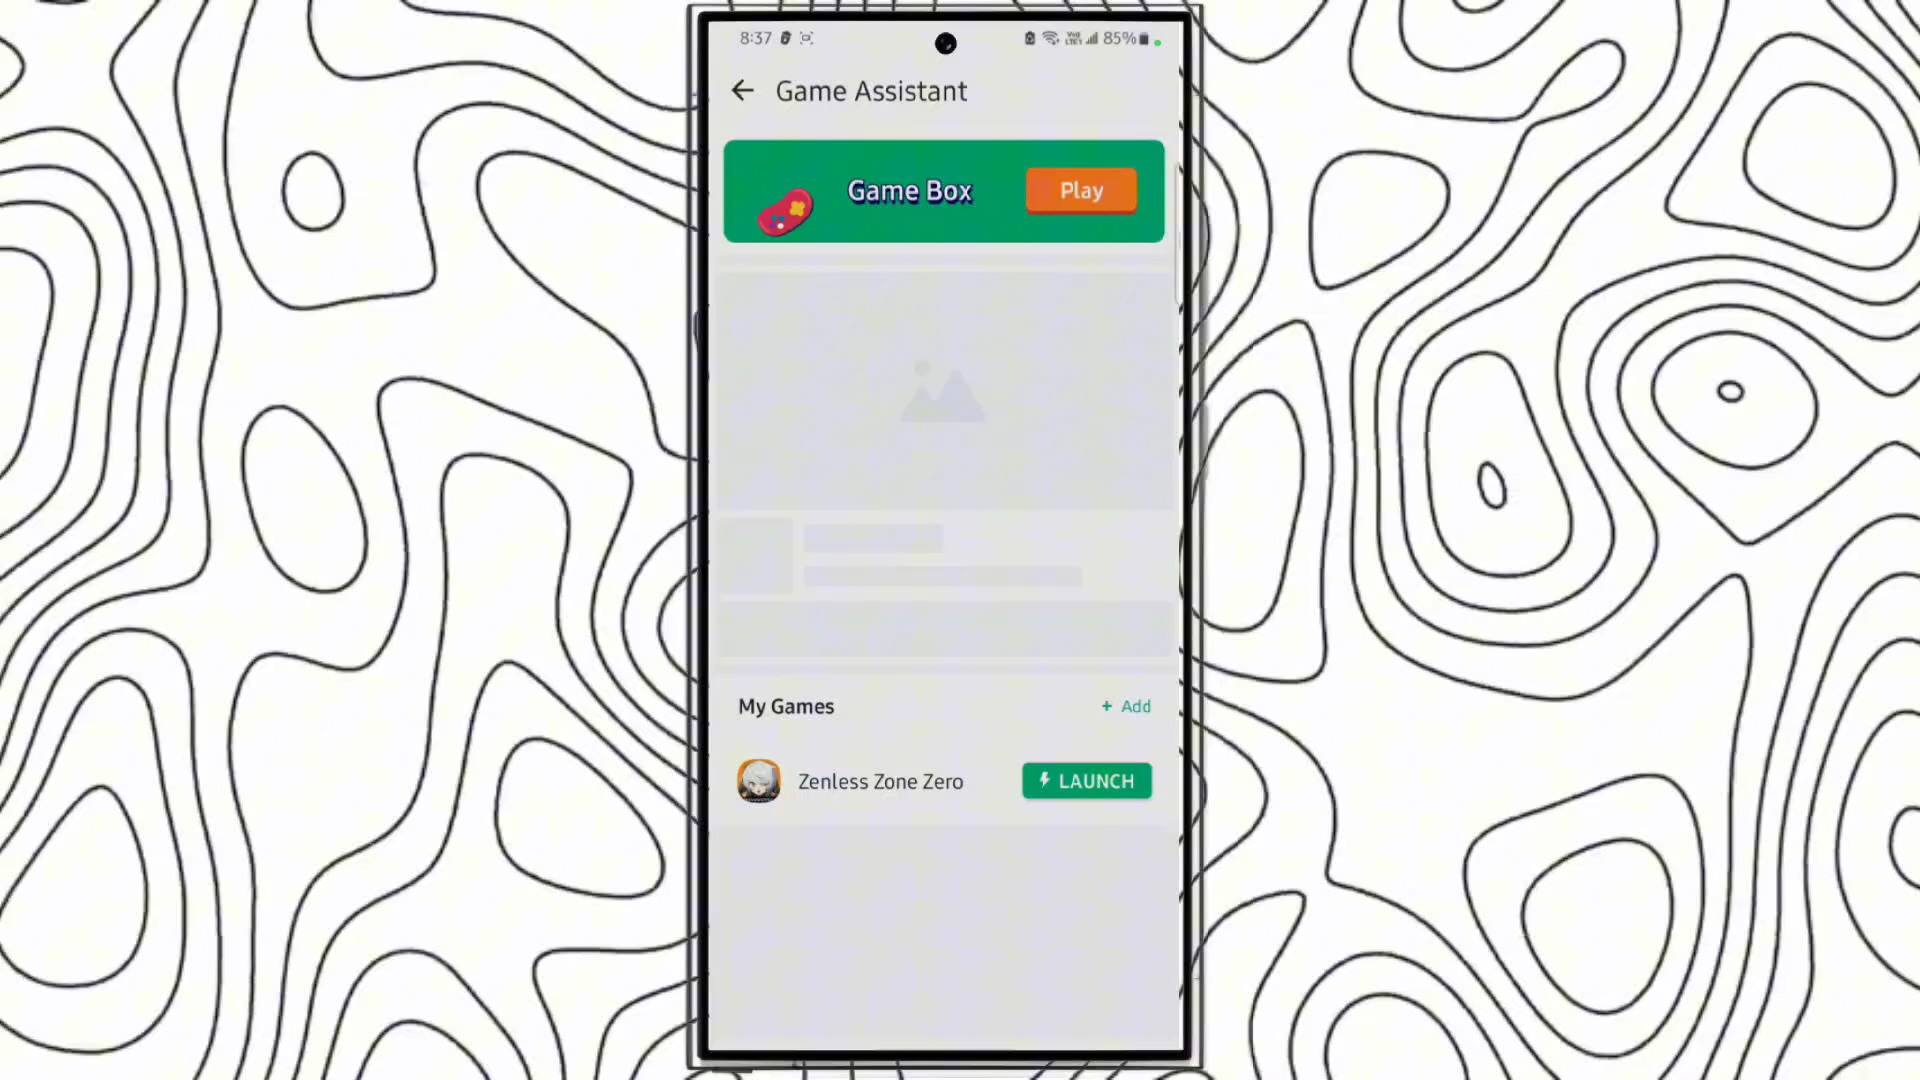 8:37
85%
Game Assistant
Game Box
Play
My Games
+ Add
Zenless Zone Zero
LAUNCH